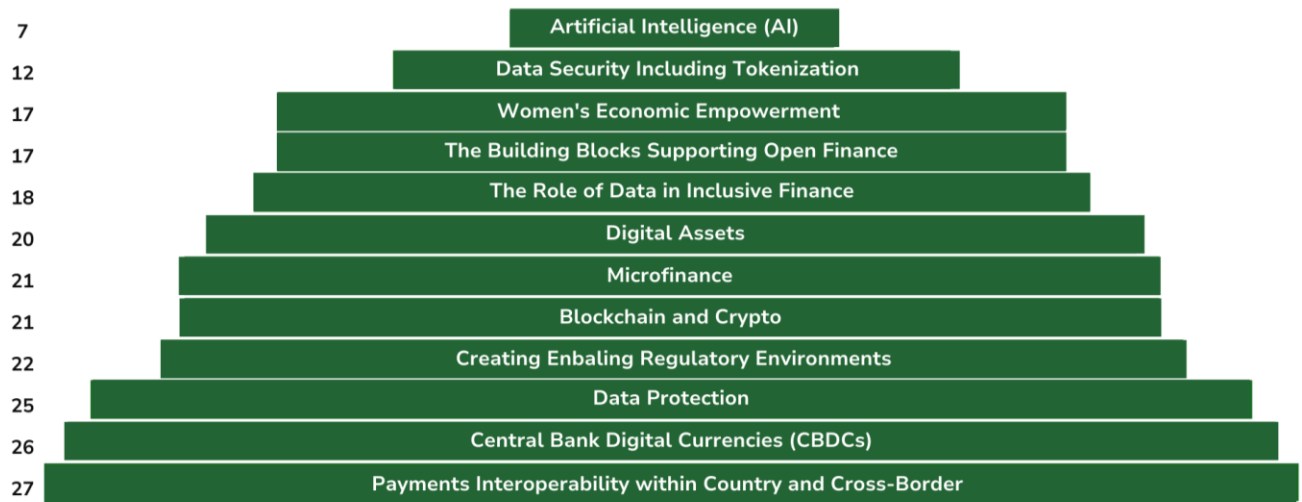 7 Artificial Intelligence (AI)
12 Data Security Including Tokenization
17 Women's Economic Empowerment
17 The Building Blocks Supporting Open Finance
18 The Role of Data in Inclusive Finance
20 Digital Assets
21 Microfinance
21 Blockchain and Crypto
22 Creating Enbaling Regulatory Environments
25 Data Protection
26 Central Bank Digital Currencies (CBDCs)
27 Payments Interoperability within Country and Cross-Border